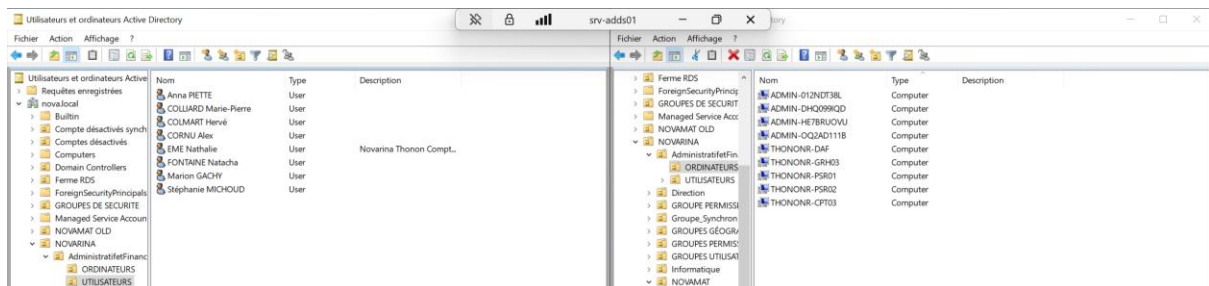 Utilisateurs et ordinateurs Active Directory
srv-adds01
Fichier Action Affichage ?
Utilisateurs et ordinateurs Active
Requêtes enregistrées
nova.local
Builtin
Compte désactivés synch
Comptes désactivés
Computers
Domain Controllers
Ferme RDS
ForeignSecurityPrincipals
GROUPES DE SECURITE
Managed Service Accoun
NOVAMAT OLD
NOVARINA
AdministratifetFinanc
ORDINATEURS
UTILISATEURS
Nom Type Description
Anna PIETTE User
COLLIARD Marie-Pierre User
COLMART Hervé User
CORNU Alex User
EME Nathalie User Novarina Thonon Compt...
FONTAINE Natacha User
Marion GACHY User
Stéphanie MICHOUD User
tory
Fichier Action Affichage ?
Ferme RDS
ForeignSecurityPrincip
GROUPES DE SECURIT
Managed Service Acco
NOVAMAT OLD
NOVARINA
AdministratifetFin
ORDINATEURS
UTILISATEURS
Direction
GROUPE PERMISSI
Groupe_Synchron
GROUPES GÉOGRA
GROUPES PERMIS
GROUPES UTILISAT
Informatique
NOVAMAT
Nom Type Description
ADMIN-012NDT38L Computer
ADMIN-DHQ099IQD Computer
ADMIN-HE7BRUOVU Computer
ADMIN-OQ2AD111B Computer
THONONR-DAF Computer
THONONR-GRH03 Computer
THONONR-PSR01 Computer
THONONR-PSR02 Computer
THONONR-CPT03 Computer